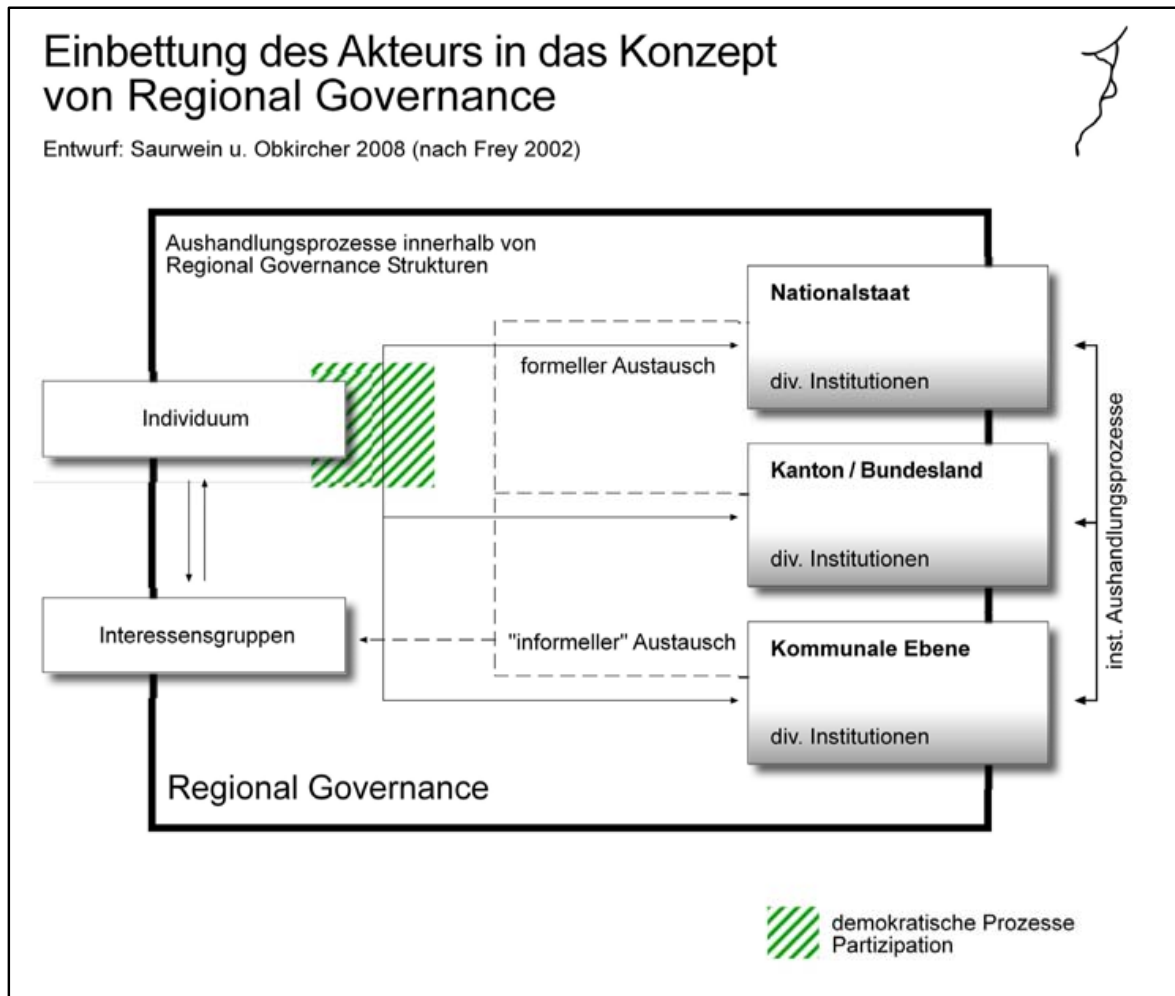 Einbettung des Akteurs in das Konzept
von Regional Governance
Entwurf: Saurwein u. Obkircher 2008 (nach Frey 2002)
Aushandlungsprozesse innerhalb von
Regional Governance Strukturen
Nationalstaat
formeller Austausch
div. Institutionen
Individuum
Kanton / Bundesland
div. Institutionen
inst. Aushandlungsprozesse
Interessensgruppen
"informeller" Austausch
Kommunale Ebene
div. Institutionen
Regional Governance
demokratische Prozesse
Partizipation